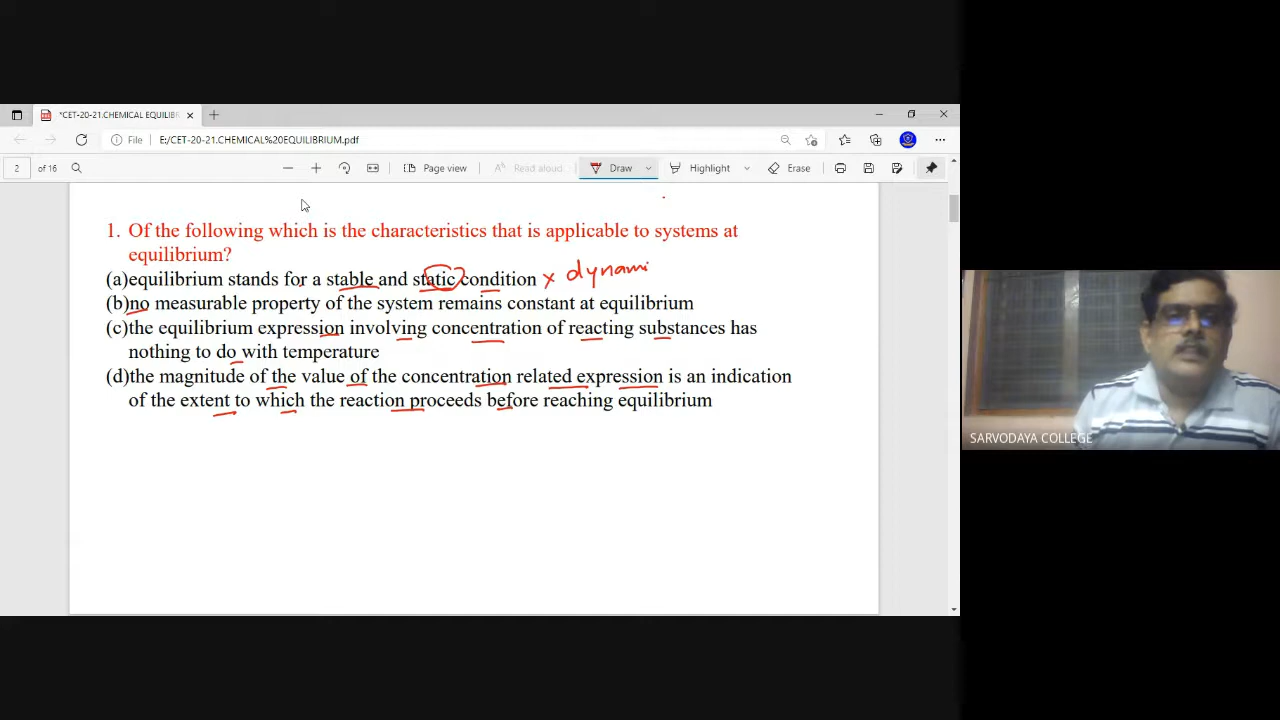 *CET-20-21.CHEMICAL EQUILIBR
File E:/CET-20-21.CHEMICAL%20EQUILIBRIUM.pdf
2 of 16 Page view Read aloud Draw Highlight Erase
1. Of the following which is the characteristics that is applicable to systems at
equilibrium?
(a)equilibrium stands for a stable and static condition × dynami
(b)no measurable property of the system remains constant at equilibrium
(c)the equilibrium expression involving concentration of reacting substances has
nothing to do with temperature
(d)the magnitude of the value of the concentration related expression is an indication
of the extent to which the reaction proceeds before reaching equilibrium
SARVODAYA COLLEGE